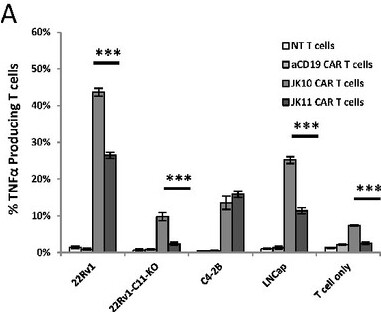 A
60%
50%
40%
30%
20%
10%
0%
% TNFα Producing T cells
***
***
***
***
NT T cells
aCD19 CAR T cells
JK10 CAR T cells
JK11 CAR T cells
22Rv1
22Rv1-C11-KO
C4-2B
LNCap
T cell only